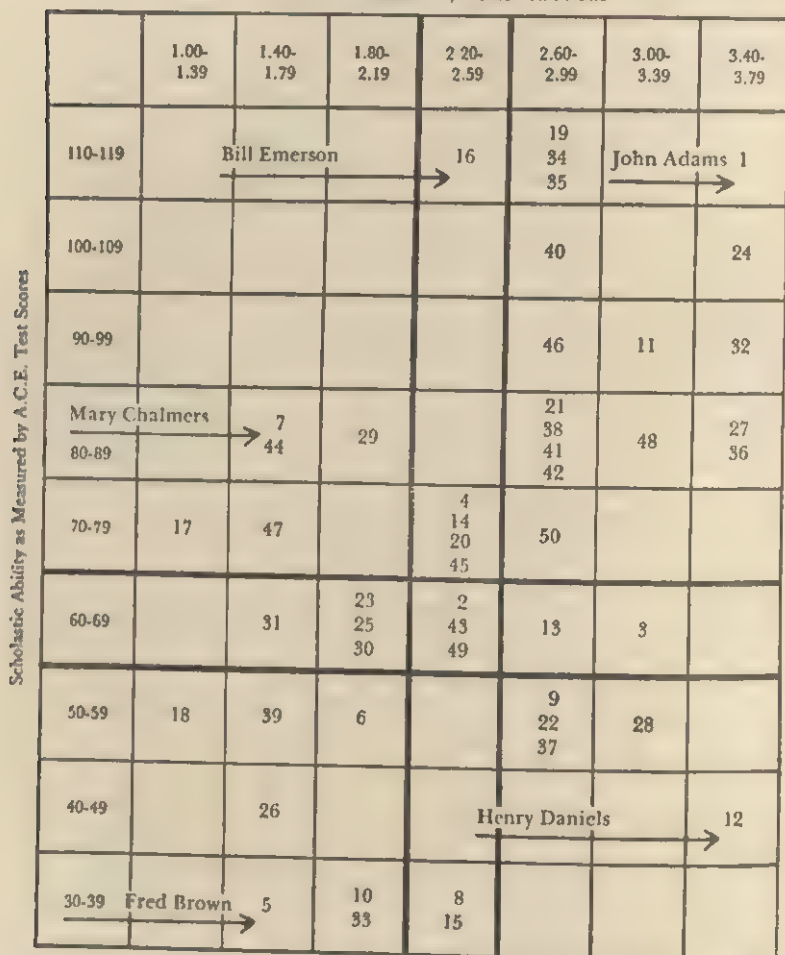 1.00- 1.40- 1.80- 2 20- 2.60- 3.00- 3.40-
1.39 1.79 2.19 2.59 2.99 3.39 3.79
Scholastic Ability as Measured by A.C.E. Test Scores
19
110-119 Bill Emerson 16 34 John Adams 1
35
100-109 40 24
90-99 46 11 32
Mary Chalmers 7 29 21 48 27
80-89 44 38 36
41
42
4
70-79 17 47 14 50
20
45
23 2
60-69 31 25 43 13 3
30 49
9
50-59 18 39 6 22 28
37
40-49 26 Henry Daniels 12
30-39 Fred Brown 5 10 8
33 15